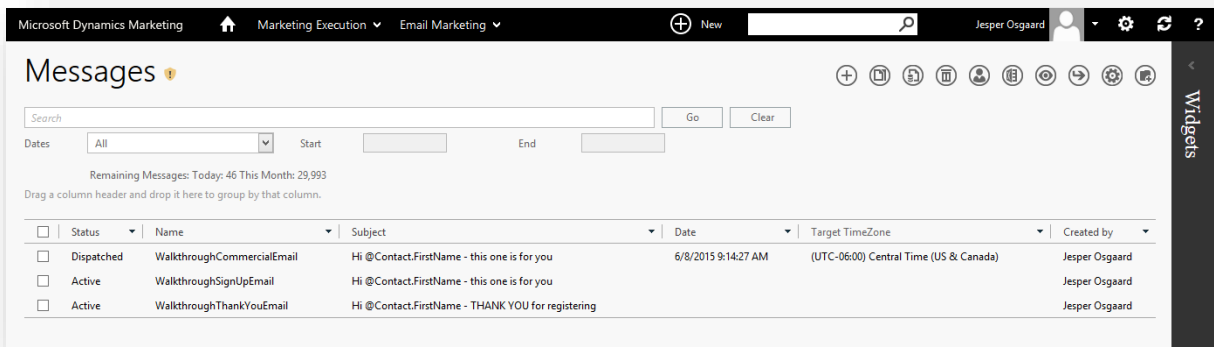 Microsoft Dynamics Marketing Marketing Execution Email Marketing New Jesper Osgaard ?
Messages
Widgets
Search Go Clear
Dates All Start End
Remaining Messages: Today: 46 This Month: 29,993
Drag a column header and drop it here to group by that column.
Status Name Subject Date Target TimeZone Created by
Dispatched WalkthroughCommercialEmail Hi @Contact.FirstName - this one is for you 6/8/2015 9:14:27 AM (UTC-06:00) Central Time (US & Canada) Jesper Osgaard
Active WalkthroughSignUpEmail Hi @Contact.FirstName - this one is for you Jesper Osgaard
Active WalkthroughThankYouEmail Hi @Contact.FirstName - THANK YOU for registering Jesper Osgaard